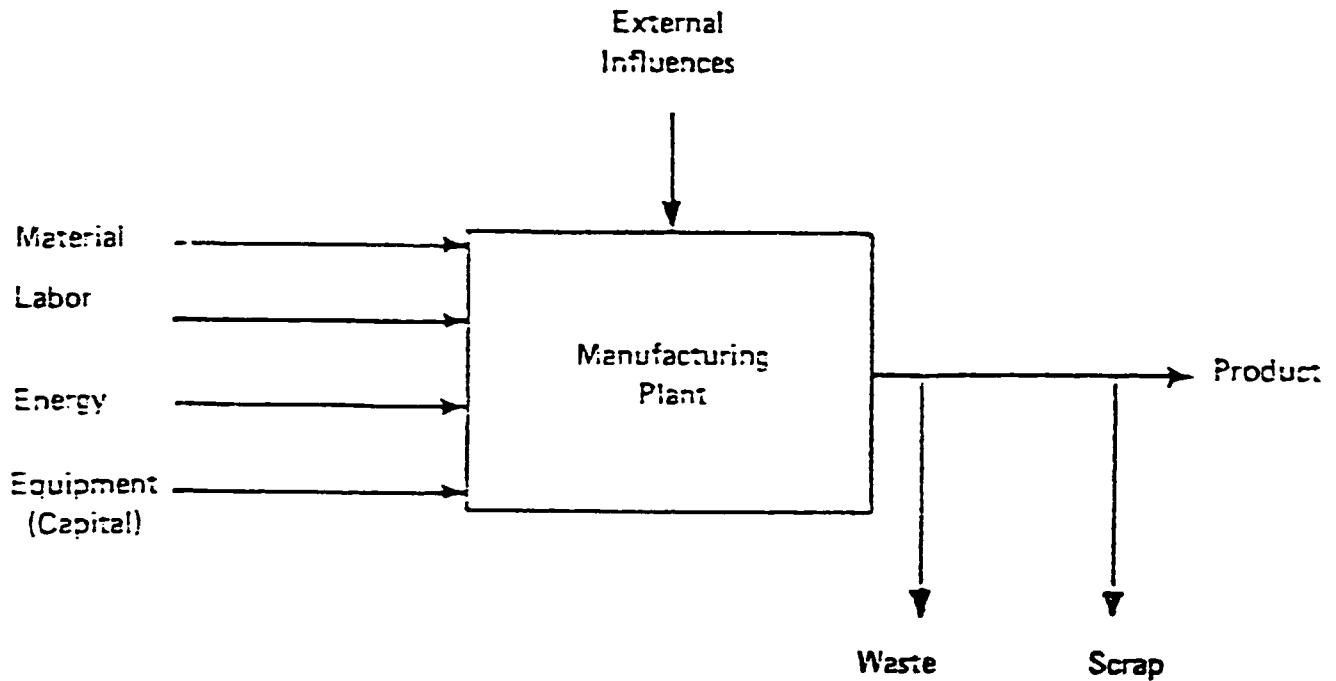 External
Influences
Material
Labor
Energy
Equipment
(Capital)
Manufacturing
Plant
Product
Waste
Scrap